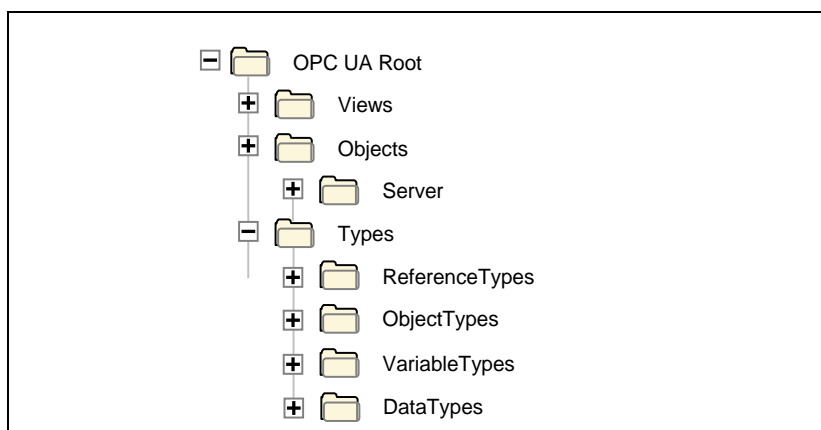 OPC UA Root
Views
Objects
Server
Types
ReferenceTypes
ObjectTypes
VariableTypes
DataTypes